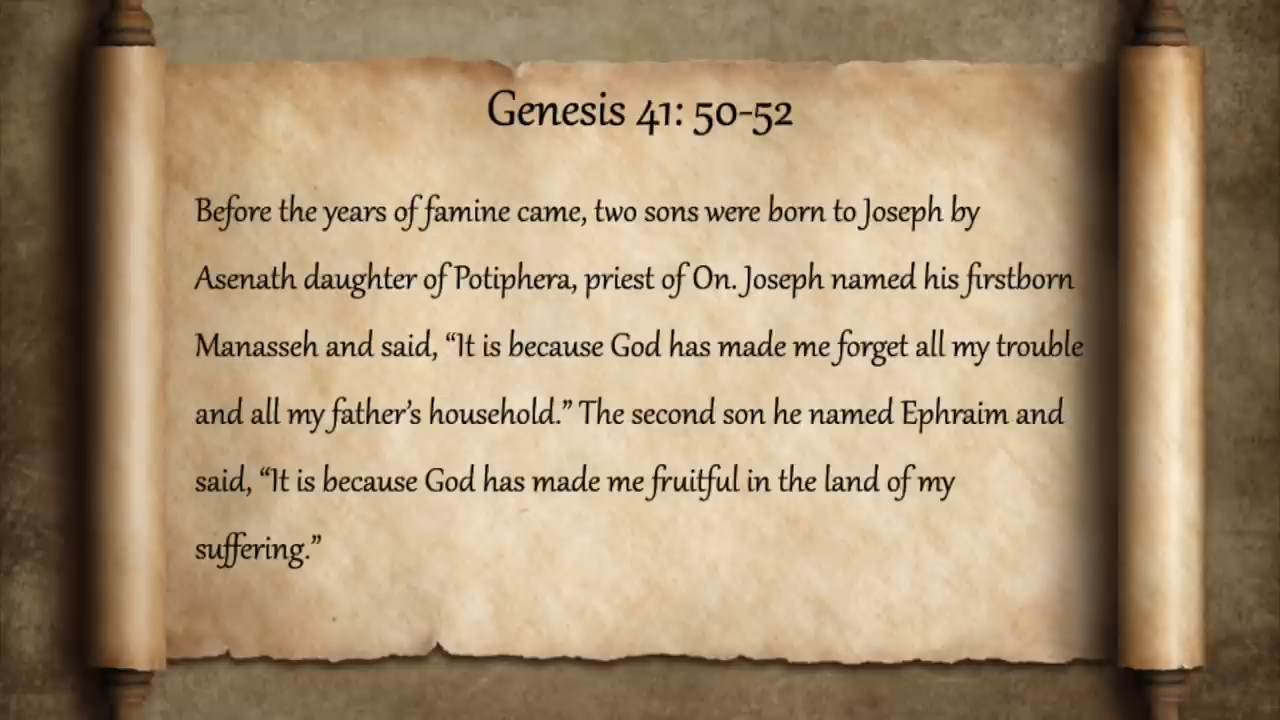 Genesis 41: 50-52
Before the years of famine came, two sons were born to Joseph by
Asenath daughter of Potiphera, priest of On. Joseph named his firstborn
Manasseh and said, “It is because God has made me forget all my trouble
and all my father’s household.” The second son he named Ephraim and
said, “It is because God has made me fruitful in the land of my
suffering.”